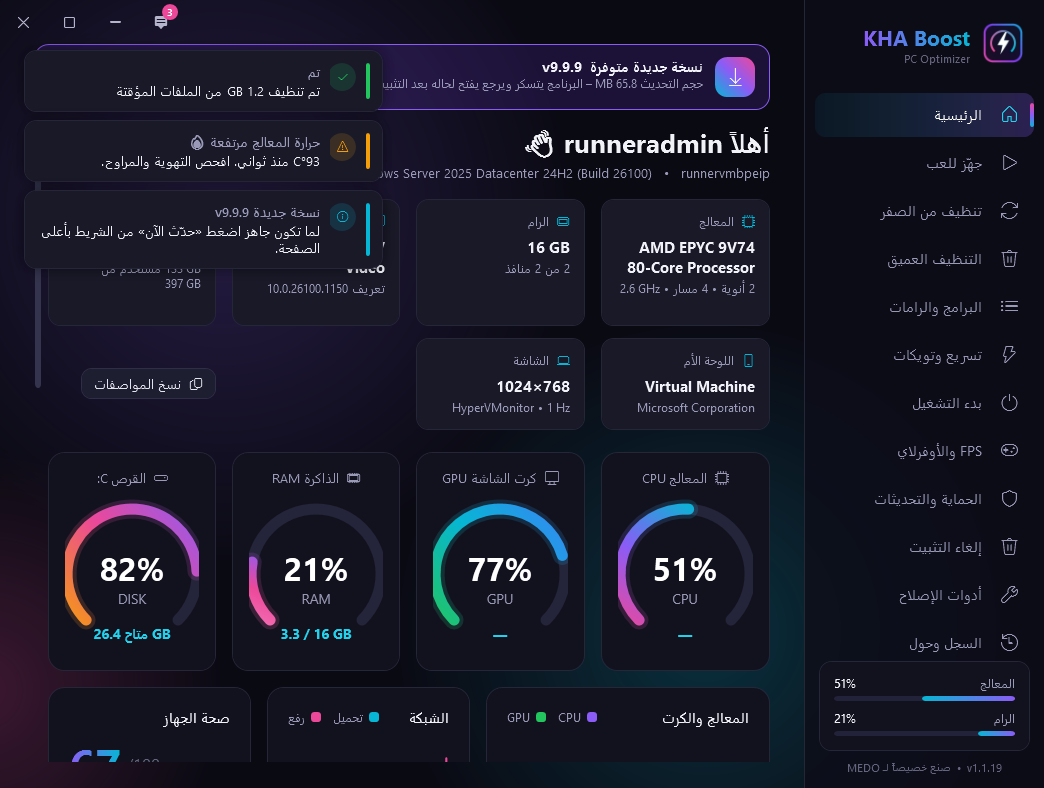 3
KHA Boost
PC Optimizer
الرئيسية
جهّز للعب
تنظيف من الصفر
التنظيف العميق
البرامج والرامات
تسريع وتويكات
بدء التشغيل
FPS والأوفرلاي
الحماية والتحديثات
إلغاء التثبيت
أدوات الإصلاح
السجل وحول
المعالج 51%
الرام 21%
v1.1.19 • صنع خصيصاً لـ MEDO
نسخة جديدة متوفرة v9.9.9
حجم التحديث 65.8 MB – البرنامج يتسكر ويرجع يفتح لحاله بعد
تم
تم تنظيف 1.2 GB من الملفات المؤقتة
حرارة المعالج مرتفعة
93°C منذ ثواني. افحص التهوية والمراوح.
نسخة جديدة v9.9.9
لما تكون جاهز اضغط «حدّث الآن» من الشريط بأعلى
الصفحة.
أهلاً runneradmin
runnervmbpeip • Server 2025 Datacenter 24H2 (Build 26100)
المعالج
AMD EPYC 9V74
80-Core Processor
2 أنوية • 4 مسار • 2.6 GHz
الرام
16 GB
2 من 2 منافذ
Video
تعريف 10.0.26100.1150
مستخدم من
397 GB
اللوحة الأم
Virtual Machine
Microsoft Corporation
الشاشة
1024×768
HyperVMonitor • 1 Hz
نسخ المواصفات
المعالج CPU
51%
CPU
—
كرت الشاشة GPU
77%
GPU
—
الذاكرة RAM
21%
RAM
3.3 / 16 GB
القرص C:
82%
DISK
26.4 متاح GB
المعالج والكرت
CPU
GPU
الشبكة
تحميل
رفع
صحة الجهاز